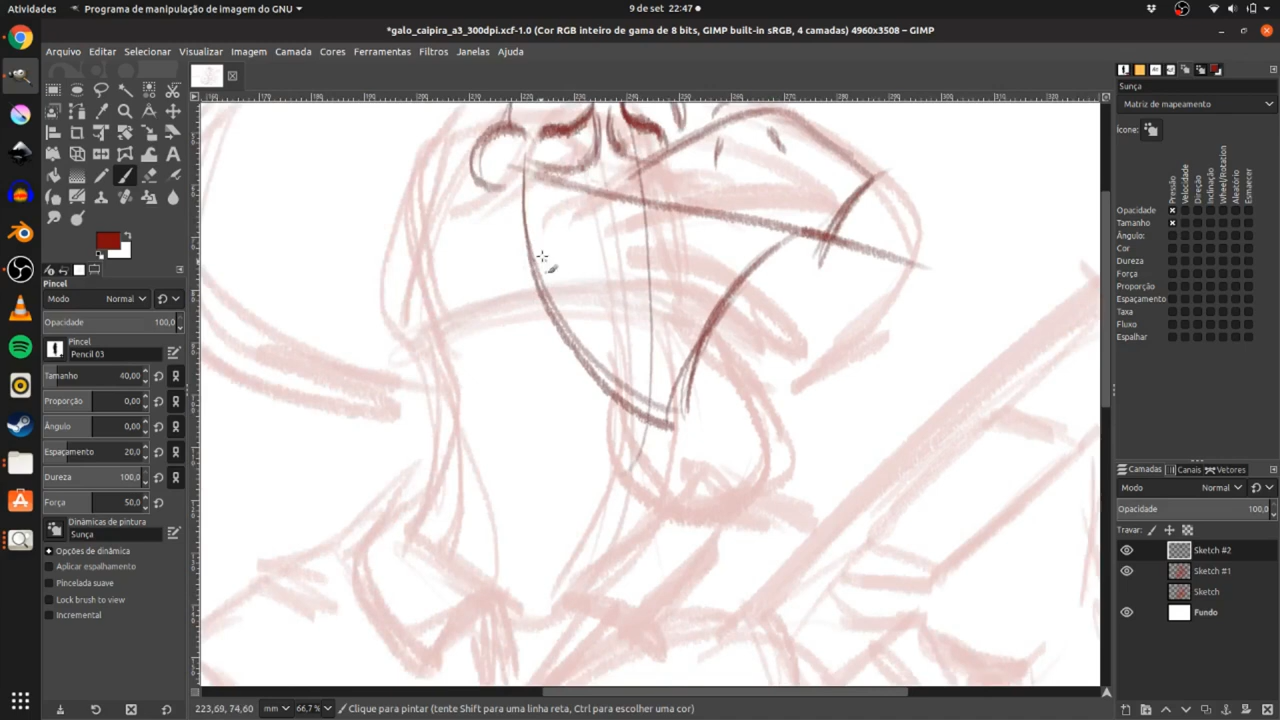 Atividades
Programa de manipulação de imagem do GNU
9 de set 22:47
*galo_caipira_a3_300dpi.xcf-1.0 (Cor RGB inteiro de gama de 8 bits, GIMP built-in sRGB, 4 camadas) 4960x3508 – GIMP
Arquivo Editar Selecionar Visualizar Imagem Camada Cores Ferramentas Filtros Janelas Ajuda
Sunça
Matriz de mapeamento
Ícone:
Pressão
Velocidade
Direção
Inclinação
Wheel/Rotation
Aleatório
Esmaecer
Opacidade
Tamanho
Ângulo:
Cor
Dureza
Força
Proporção
Espaçamento
Taxa
Fluxo
Espalhar
Pincel
Modo Normal
Opacidade 100,0
Pincel
Pencil 03
Tamanho 40,00
Proporção 0,00
Ângulo 0,00
Espaçamento 20,0
Dureza 100,0
Força 50,0
Dinâmicas de pintura
Sunça
Opções de dinâmica
Aplicar espalhamento
Pincelada suave
Lock brush to view
Incremental
Camadas Canais Vetores
Modo Normal
Opacidade 100,0
Travar:
Sketch #2
Sketch #1
Sketch
Fundo
223,69, 74,60 mm 66,7 % Clique para pintar (tente Shift para uma linha reta, Ctrl para escolher uma cor)